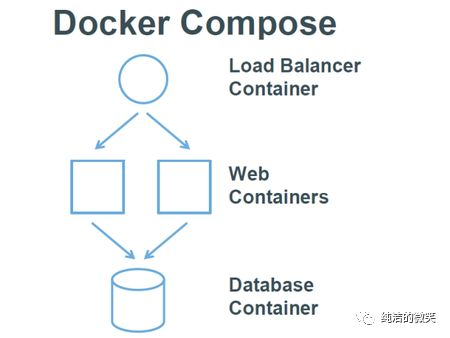 Docker Compose
Load Balancer
Container
Web
Containers
Database
Container
纯洁的微笑